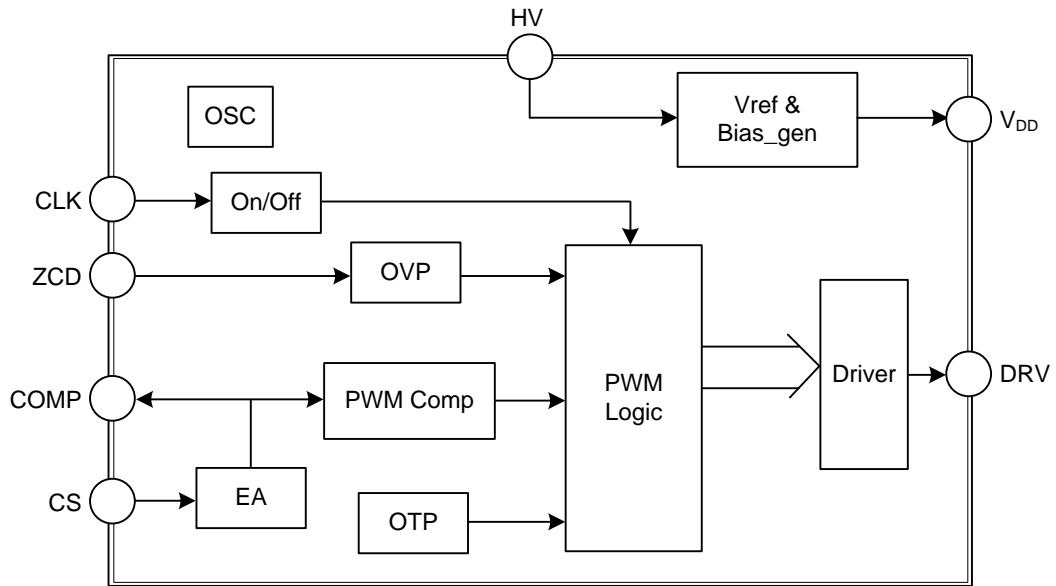 HV
OSC
Vref &
Bias_gen
VDD
CLK
On/Off
ZCD
OVP
COMP
PWM Comp
PWM
Logic
Driver
DRV
CS
EA
OTP